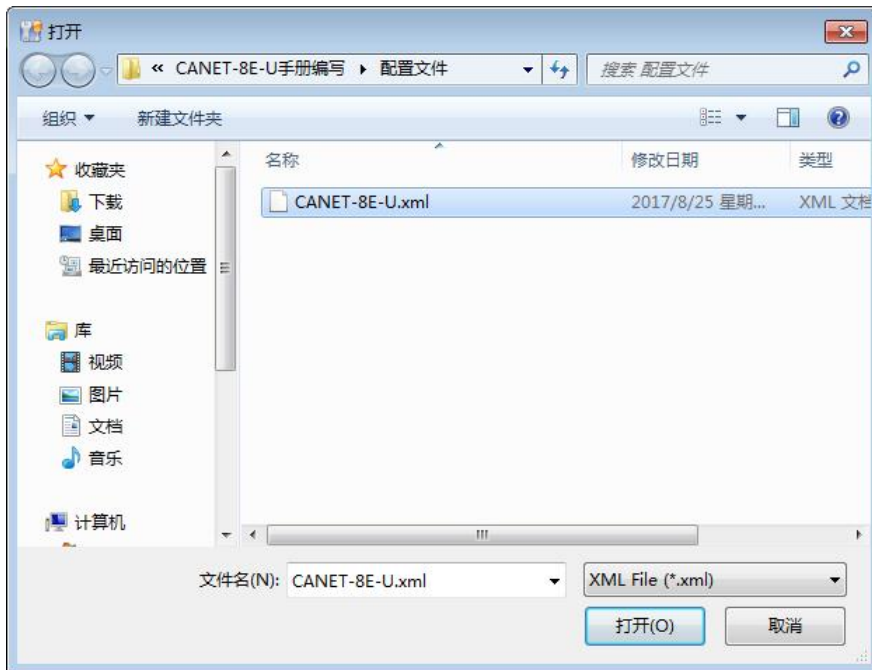 打开
« CANET-8E-U手册编写 ▸ 配置文件
搜索 配置文件
组织 新建文件夹
名称 修改日期 类型
收藏夹
下载
桌面
最近访问的位置
库
视频
图片
文档
音乐
计算机
CANET-8E-U.xml 2017/8/25 星期... XML 文档
文件名(N): CANET-8E-U.xml XML File (*.xml)
打开(O) 取消